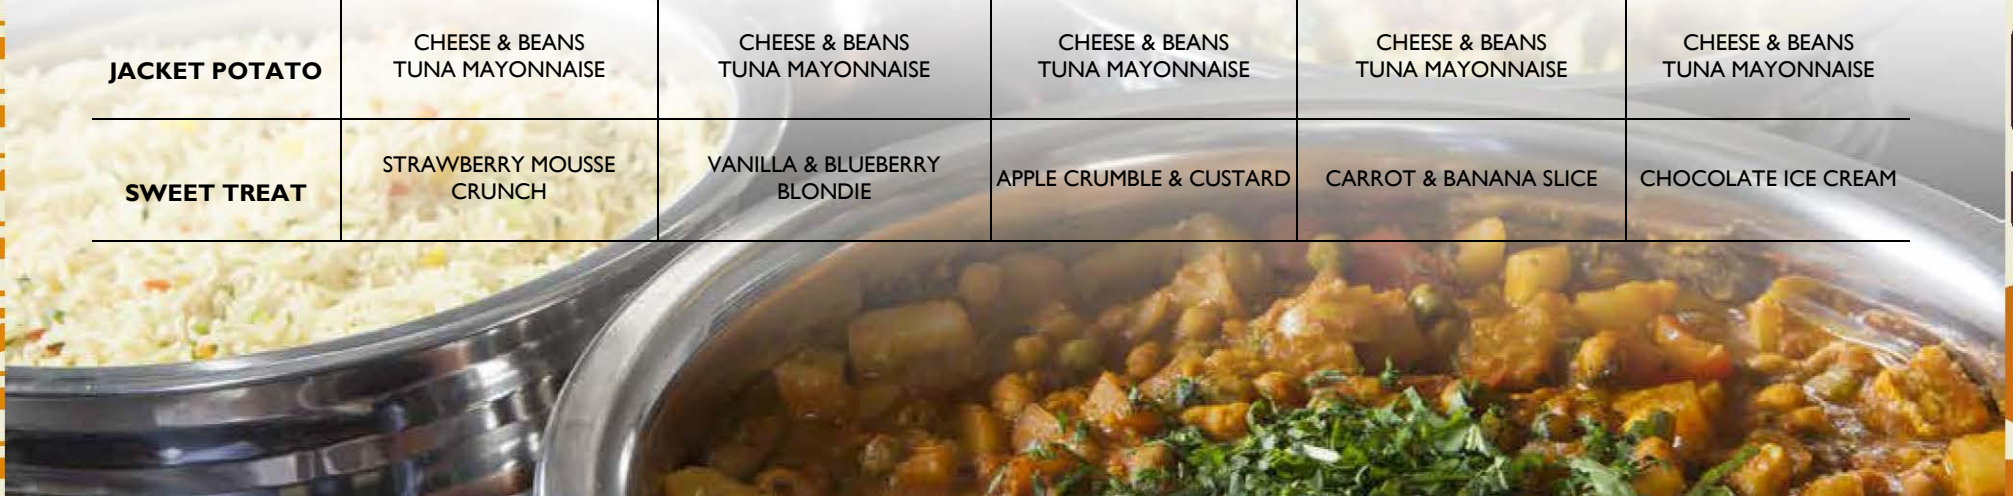 JACKET POTATO
CHEESE & BEANS
TUNA MAYONNAISE
CHEESE & BEANS
TUNA MAYONNAISE
CHEESE & BEANS
TUNA MAYONNAISE
CHEESE & BEANS
TUNA MAYONNAISE
CHEESE & BEANS
TUNA MAYONNAISE
SWEET TREAT
STRAWBERRY MOUSSE
CRUNCH
VANILLA & BLUEBERRY
BLONDIE
APPLE CRUMBLE & CUSTARD
CARROT & BANANA SLICE
CHOCOLATE ICE CREAM